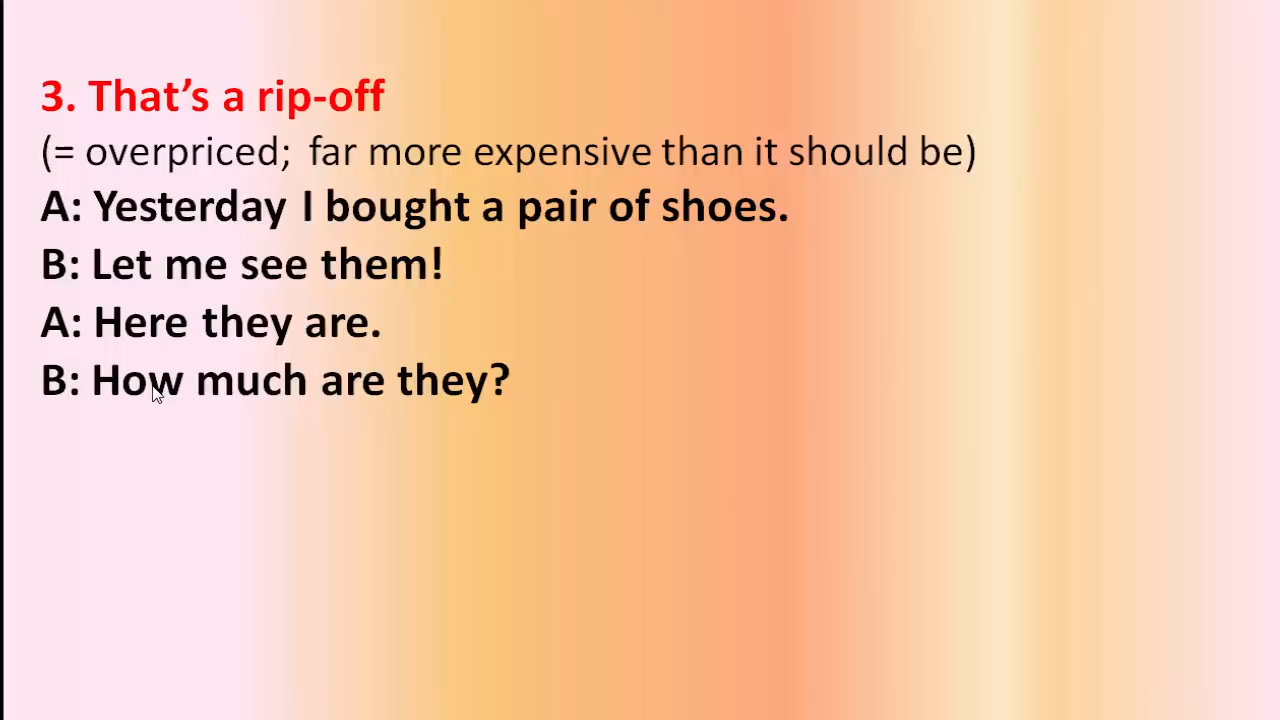 3. That’s a rip-off
(= overpriced; far more expensive than it should be)
A: Yesterday I bought a pair of shoes.
B: Let me see them!
A: Here they are.
B: How much are they?